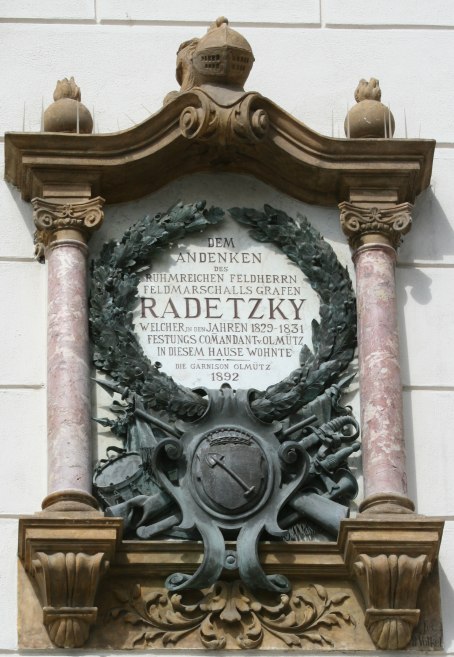 DEM
ANDENKEN
DES
RUHMREICHEN FELDHERRN
FELDMARSCHALLS GRAFEN
RADETZKY
WELCHER IN DEN JAHREN 1829-1831
FESTUNGS COMANDANT V. OLMÜTZ
IN DIESEM HAUSE WOHNTE
DIE GARNISON OLMÜTZ
1892